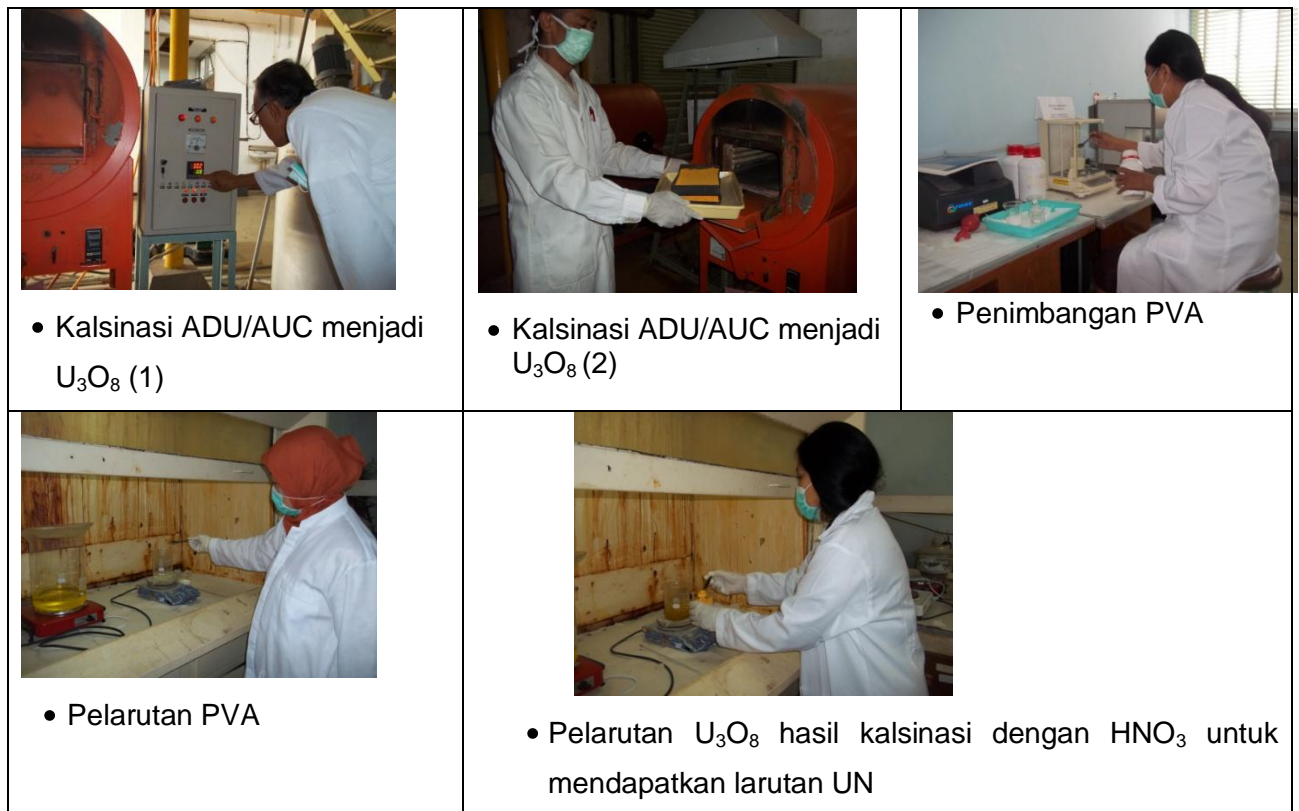 • Kalsinasi ADU/AUC menjadi
U₃O₈ (1)
• Kalsinasi ADU/AUC menjadi
U₃O₈ (2)
• Penimbangan PVA
• Pelarutan PVA
• Pelarutan U₃O₈ hasil kalsinasi dengan HNO₃ untuk
mendapatkan larutan UN